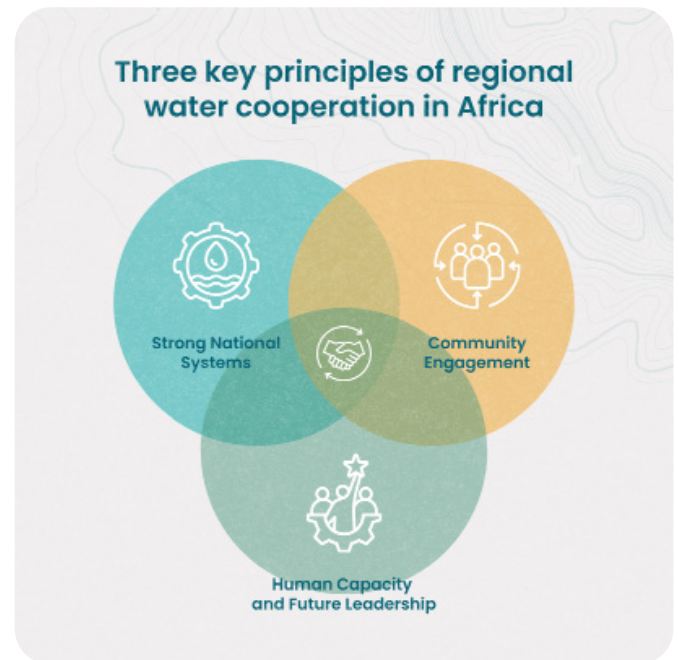 Three key principles of regional
water cooperation in Africa
Strong National
Systems
Community
Engagement
Human Capacity
and Future Leadership